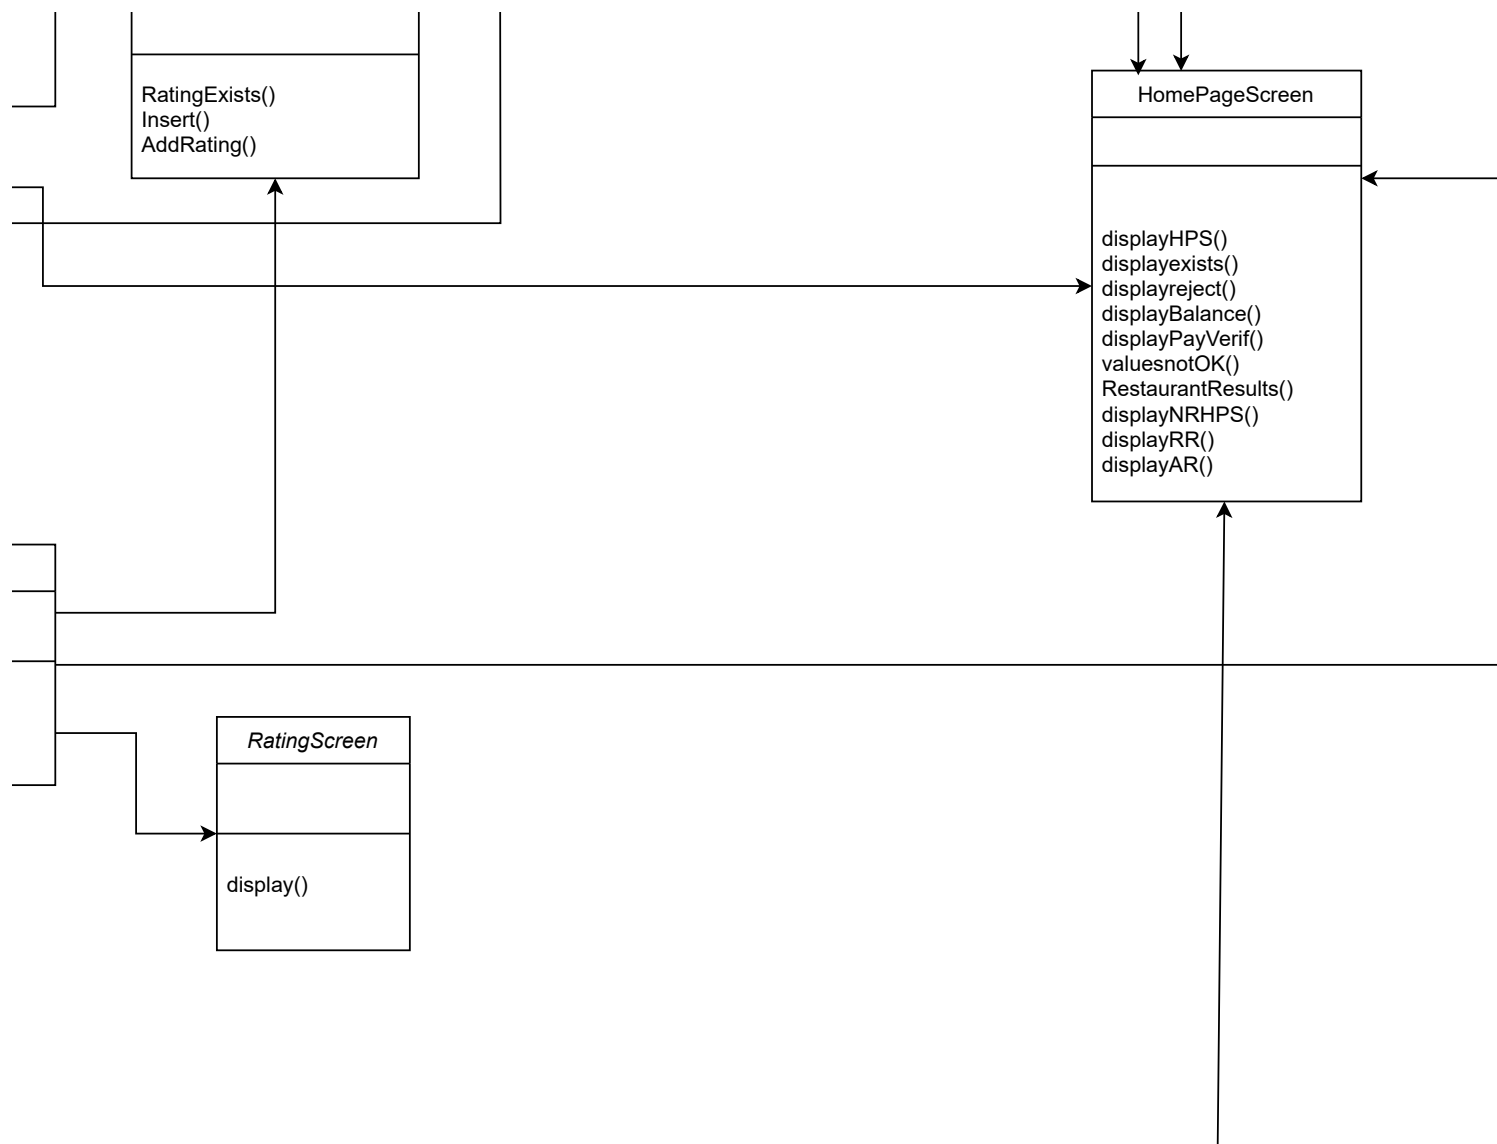 RatingExists()
Insert()
AddRating()
HomePageScreen
displayHPS()
displayexists()
displayreject()
displayBalance()
displayPayVerif()
valuesnotOK()
RestaurantResults()
displayNRHPS()
displayRR()
displayAR()
RatingScreen
display()